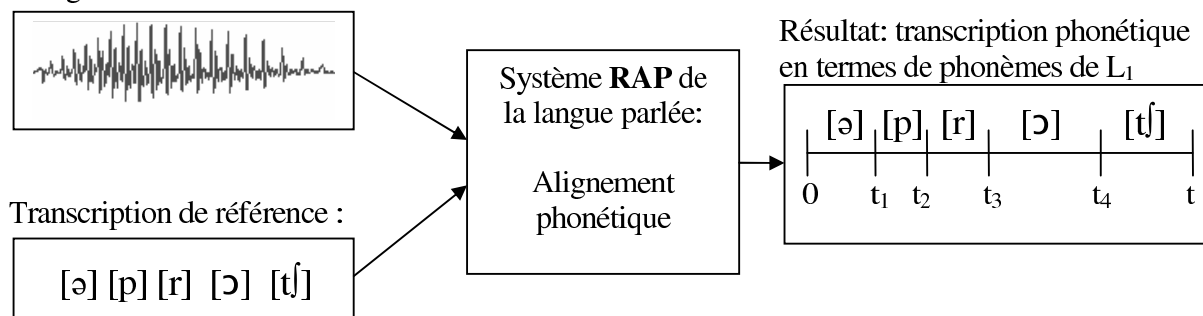 Système RAP de
la langue parlée:
Alignement
phonétique
Transcription de référence :
[ə] [p] [r] [ɔ] [tʃ]
Résultat: transcription phonétique
en termes de phonèmes de L₁
[ə] [p] [r] [ɔ] [tʃ]
0 t₁ t₂ t₃ t₄ t